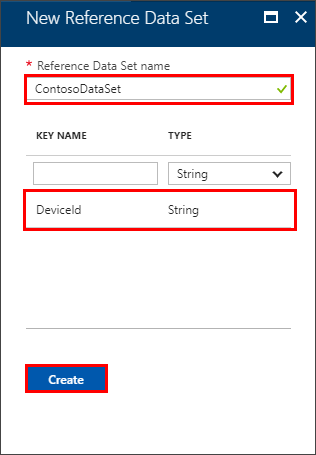 New Reference Data Set
* Reference Data Set name
ContosoDataSet
KEY NAME TYPE
String
DeviceId String
Create